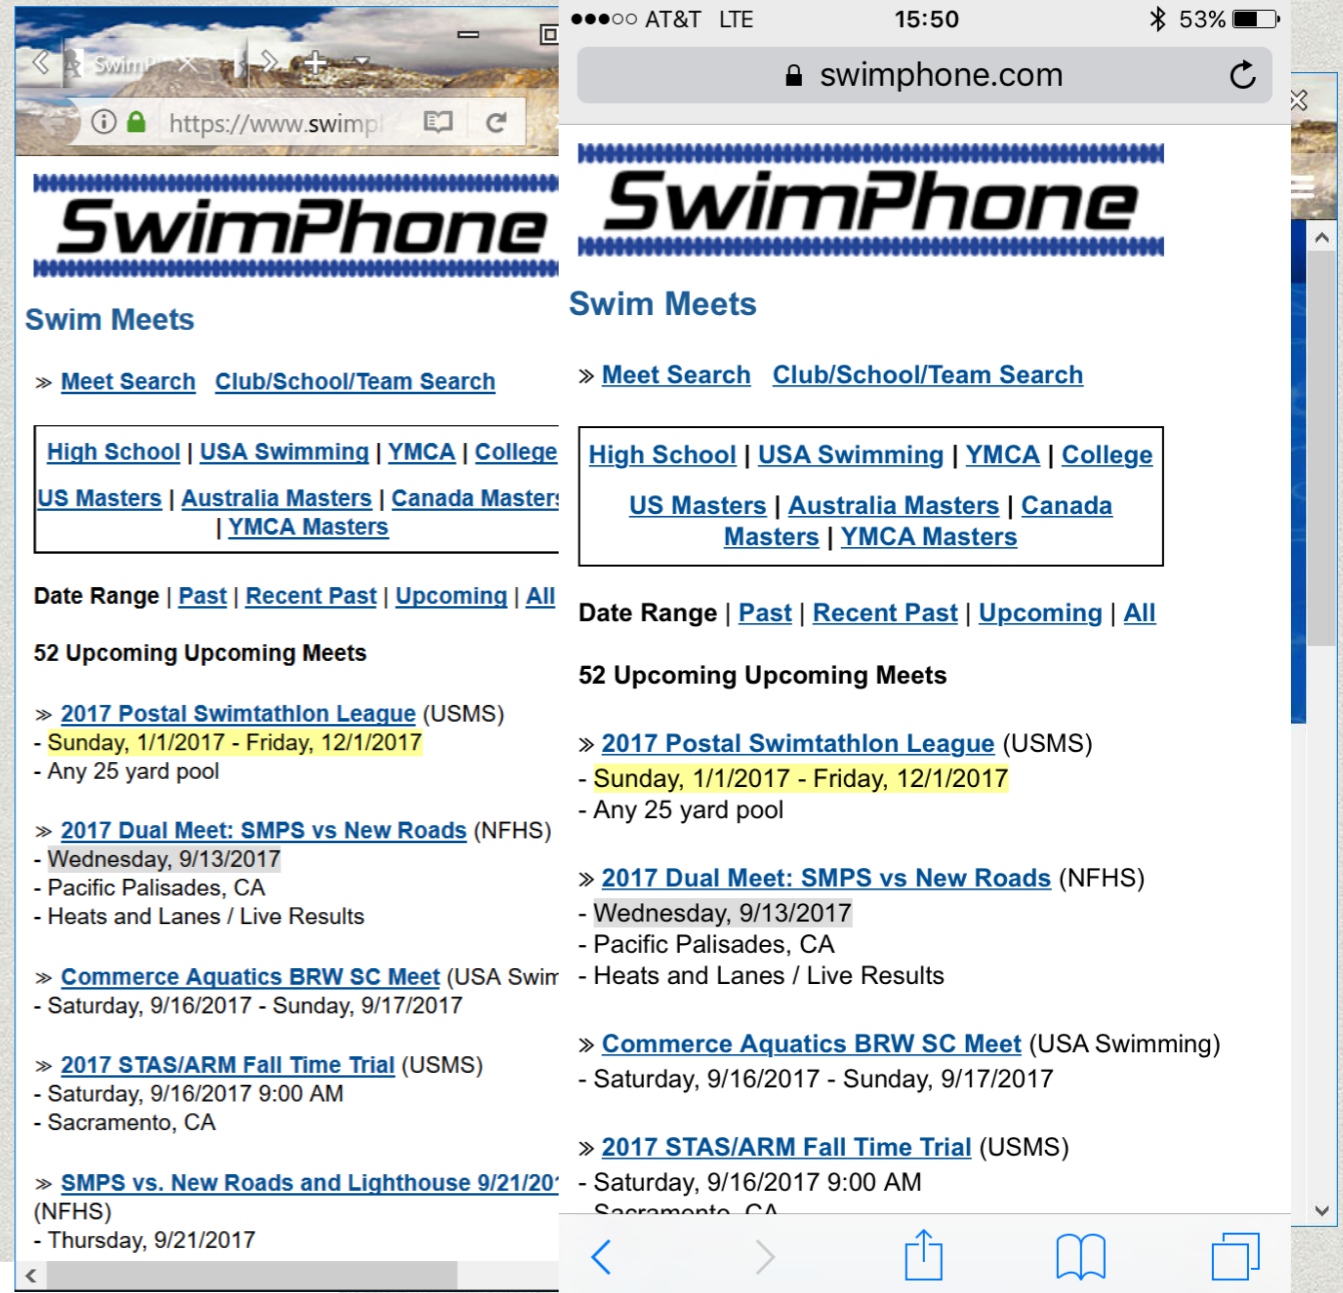 SwimP
https://www.swimpl
SwimPhone
Swim Meets
≫ Meet Search Club/School/Team Search
High School | USA Swimming | YMCA | College
US Masters | Australia Masters | Canada Masters
| YMCA Masters
Date Range | Past | Recent Past | Upcoming | All
52 Upcoming Upcoming Meets
≫ 2017 Postal Swimtathlon League (USMS)
- Sunday, 1/1/2017 - Friday, 12/1/2017
- Any 25 yard pool
≫ 2017 Dual Meet: SMPS vs New Roads (NFHS)
- Wednesday, 9/13/2017
- Pacific Palisades, CA
- Heats and Lanes / Live Results
≫ Commerce Aquatics BRW SC Meet (USA Swim
- Saturday, 9/16/2017 - Sunday, 9/17/2017
≫ 2017 STAS/ARM Fall Time Trial (USMS)
- Saturday, 9/16/2017 9:00 AM
- Sacramento, CA
≫ SMPS vs. New Roads and Lighthouse 9/21/201
(NFHS)
- Thursday, 9/21/2017
AT&T LTE 15:50 53%
swimphone.com
SwimPhone
Swim Meets
≫ Meet Search Club/School/Team Search
High School | USA Swimming | YMCA | College
US Masters | Australia Masters | Canada
Masters | YMCA Masters
Date Range | Past | Recent Past | Upcoming | All
52 Upcoming Upcoming Meets
≫ 2017 Postal Swimtathlon League (USMS)
- Sunday, 1/1/2017 - Friday, 12/1/2017
- Any 25 yard pool
≫ 2017 Dual Meet: SMPS vs New Roads (NFHS)
- Wednesday, 9/13/2017
- Pacific Palisades, CA
- Heats and Lanes / Live Results
≫ Commerce Aquatics BRW SC Meet (USA Swimming)
- Saturday, 9/16/2017 - Sunday, 9/17/2017
≫ 2017 STAS/ARM Fall Time Trial (USMS)
- Saturday, 9/16/2017 9:00 AM
- Sacramento, CA